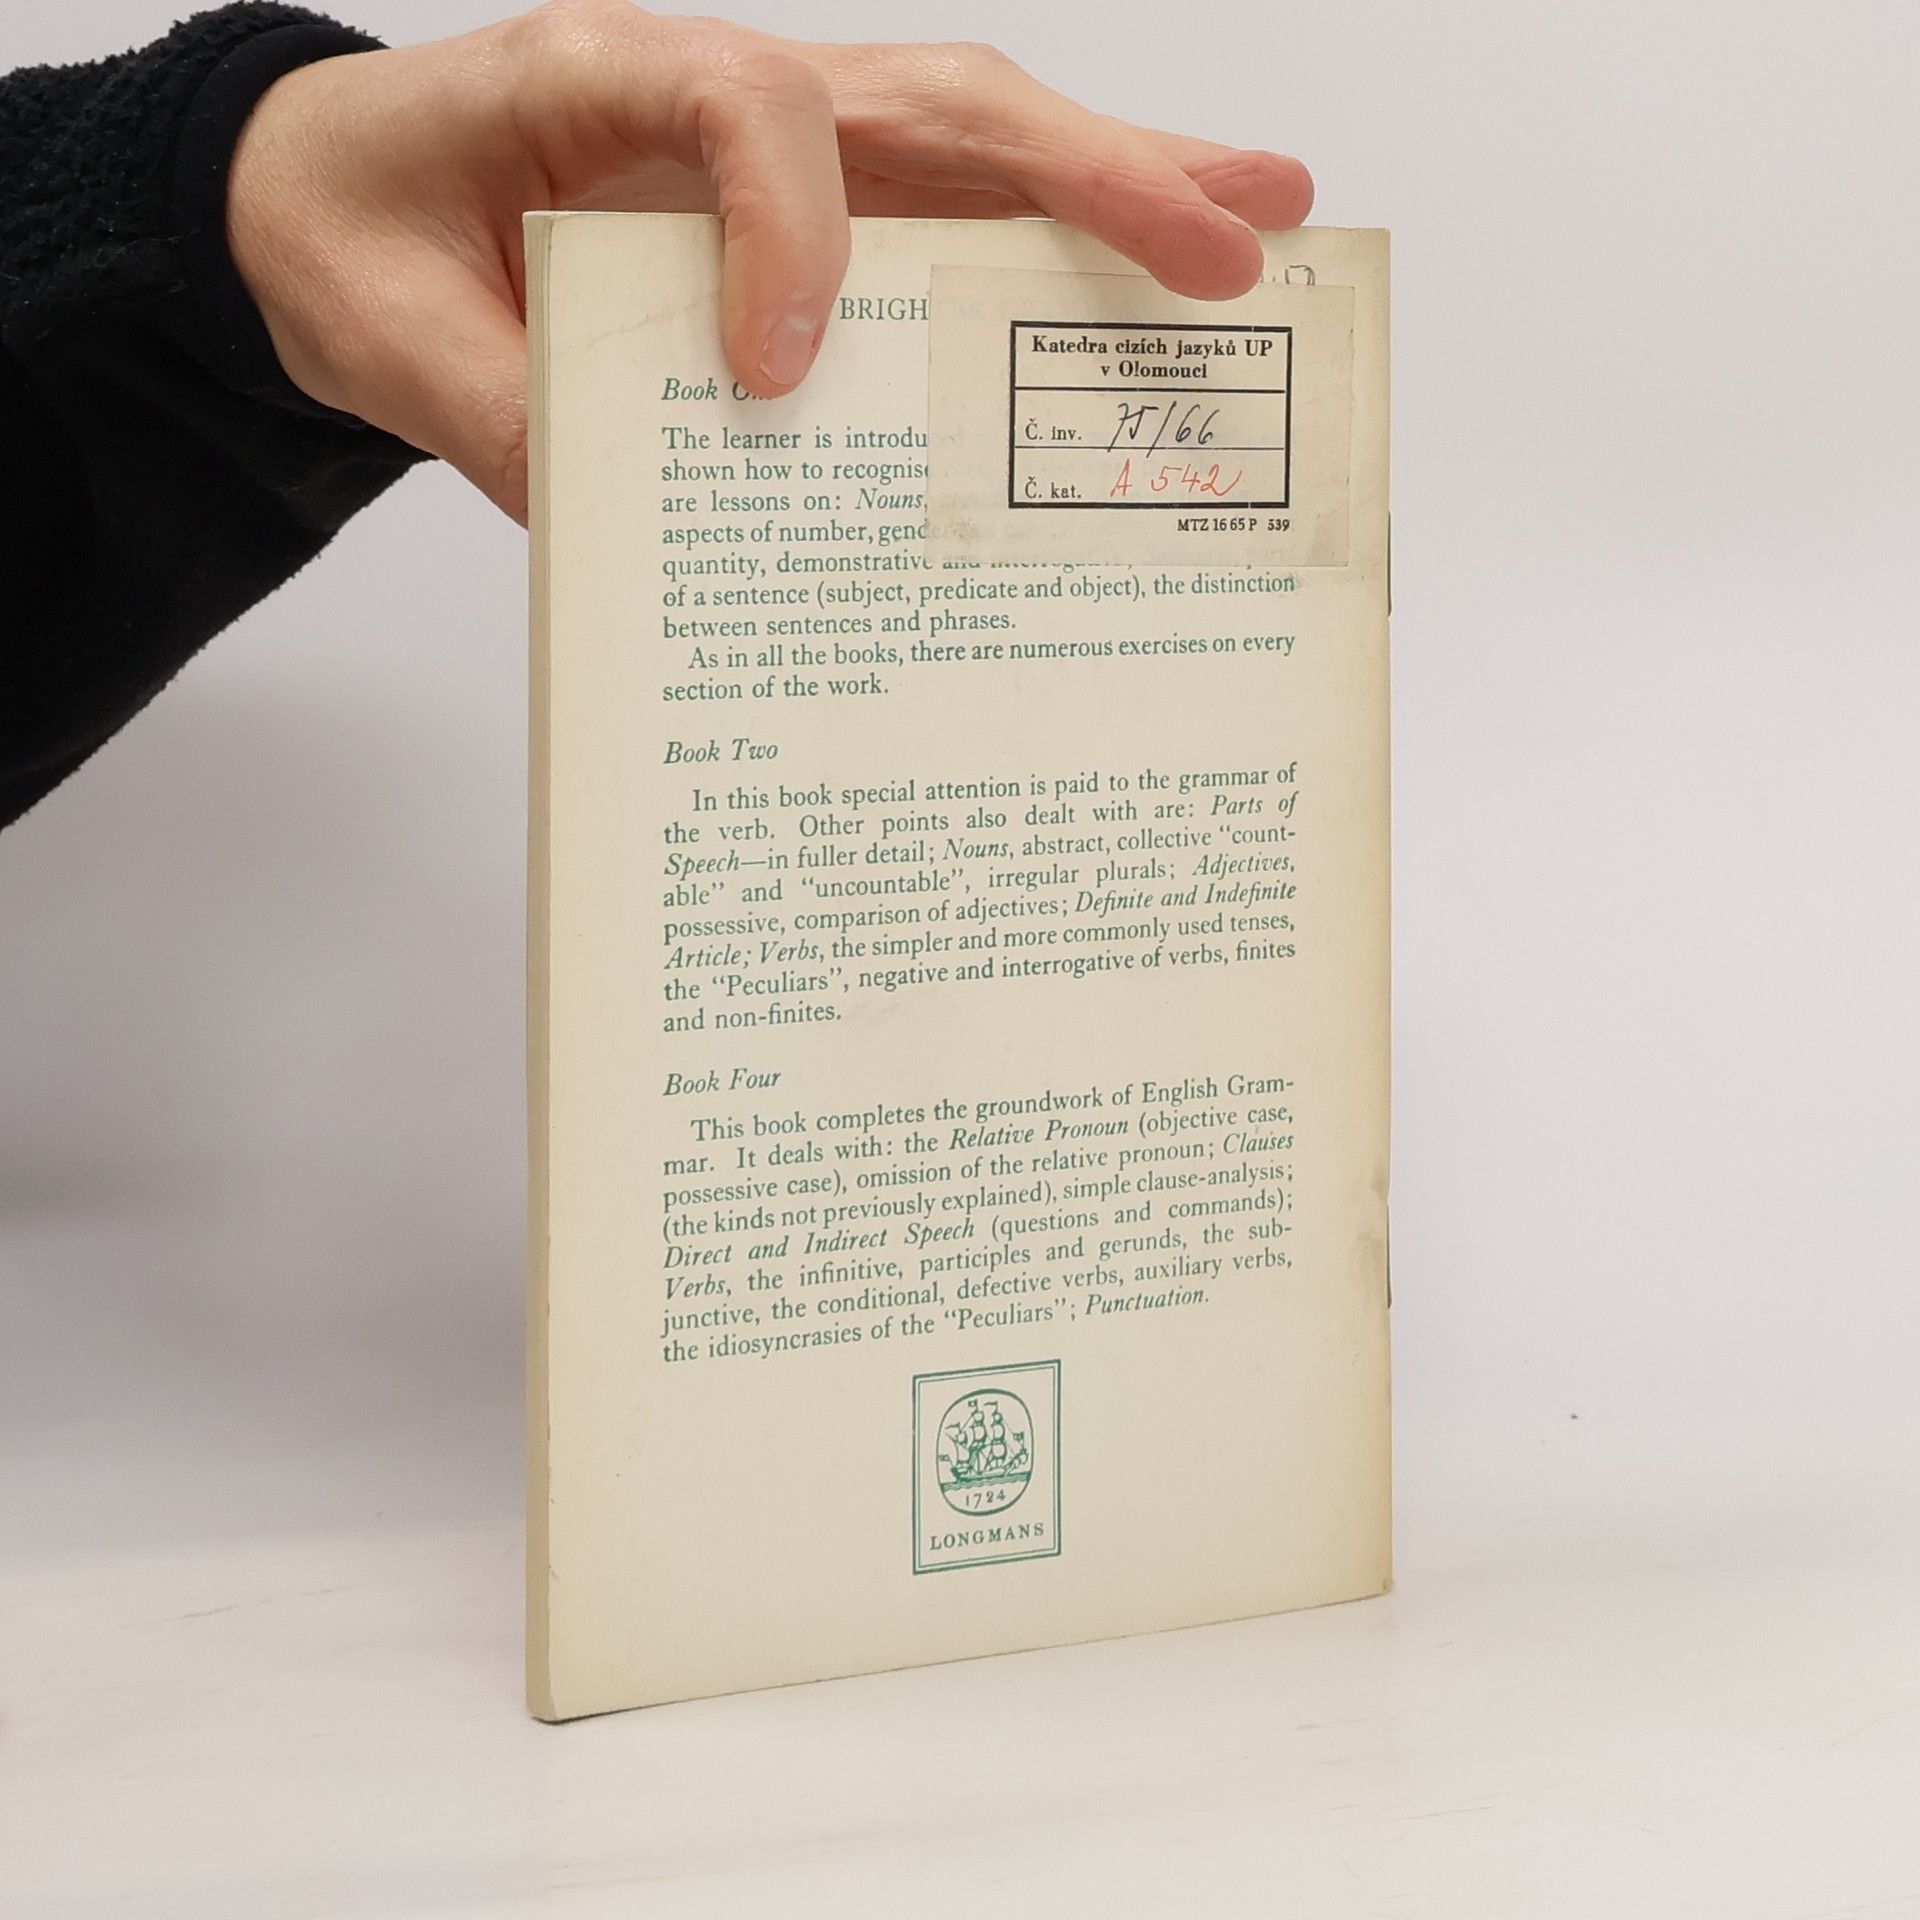 BRIGH
Katedra cizích jazyků UP
v Olomouci
Č. inv. 75/66
Č. kat. A 542
MTZ 16 65 P 539
Book
The learner is introdu
shown how to recognise
are lessons on: Nouns,
aspects of number, gend
quantity, demonstrative and interrogative,
of a sentence (subject, predicate and object), the distinction
between sentences and phrases.
As in all the books, there are numerous exercises on every
section of the work.
Book Two
In this book special attention is paid to the grammar of
the verb. Other points also dealt with are: Parts of
Speech—in fuller detail; Nouns, abstract, collective “count-
able” and “uncountable”, irregular plurals; Adjectives,
possessive, comparison of adjectives; Definite and Indefinite
Article; Verbs, the simpler and more commonly used tenses,
the “Peculiars”, negative and interrogative of verbs, finites
and non-finites.
Book Four
This book completes the groundwork of English Gram-
mar. It deals with: the Relative Pronoun (objective case,
possessive case), omission of the relative pronoun; Clauses
(the kinds not previously explained), simple clause-analysis;
Direct and Indirect Speech (questions and commands);
Verbs, the infinitive, participles and gerunds, the sub-
junctive, the conditional, defective verbs, auxiliary verbs,
the idiosyncrasies of the “Peculiars”; Punctuation.
1724
LONGMANS